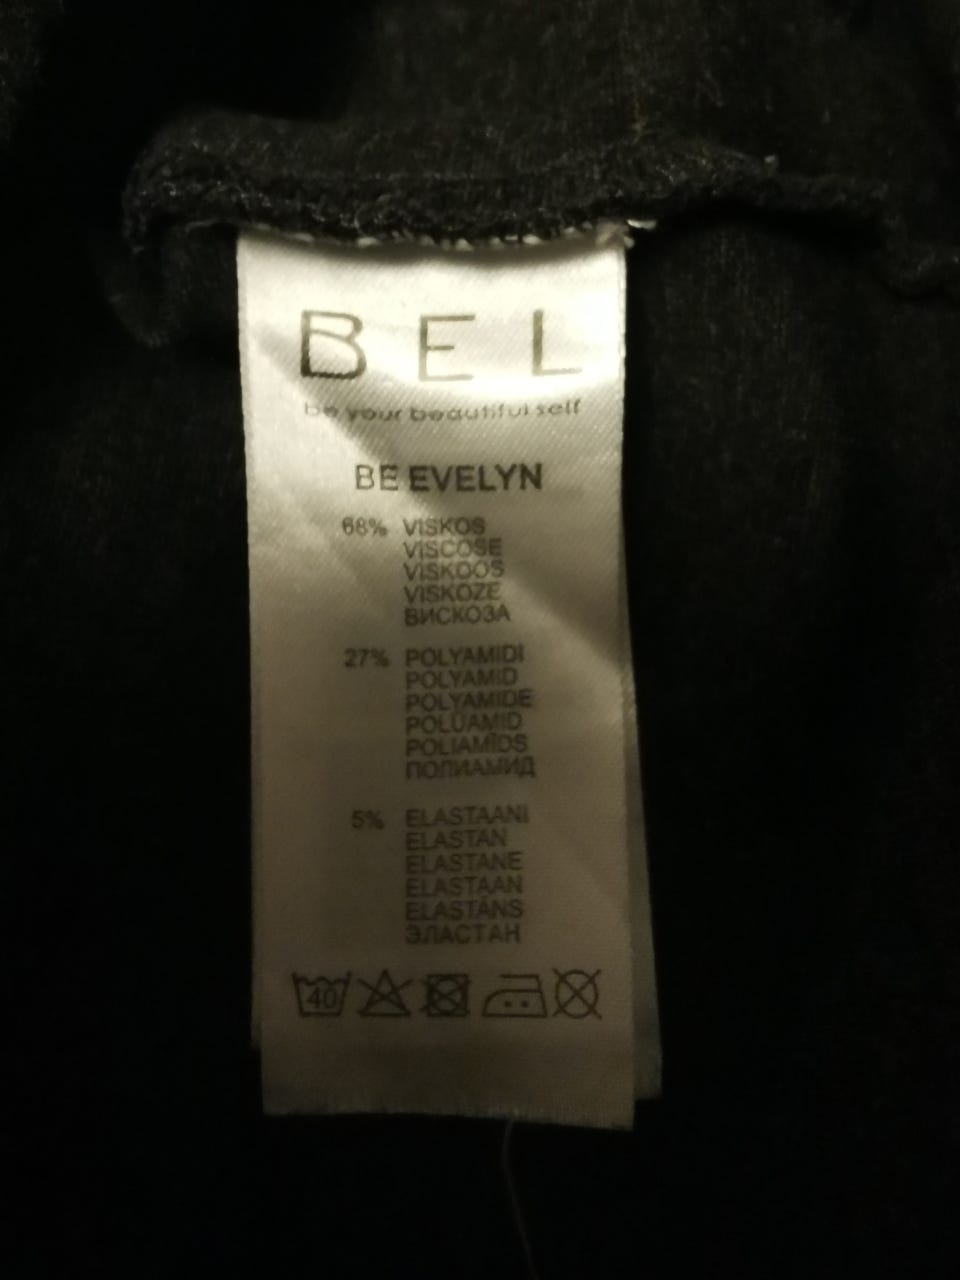 BEL
be your beautiful self
BE EVELYN
68% VISKOS
VISCOSE
VISKOOS
VISKOZE
ВИСКОЗА
27% POLYAMIDI
POLYAMID
POLYAMIDE
POLÜAMID
POLIAMĪDS
ПОЛИАМИД
5% ELASTAANI
ELASTAN
ELASTANE
ELASTAAN
ELASTĀNS
ЭЛАСТАН
40